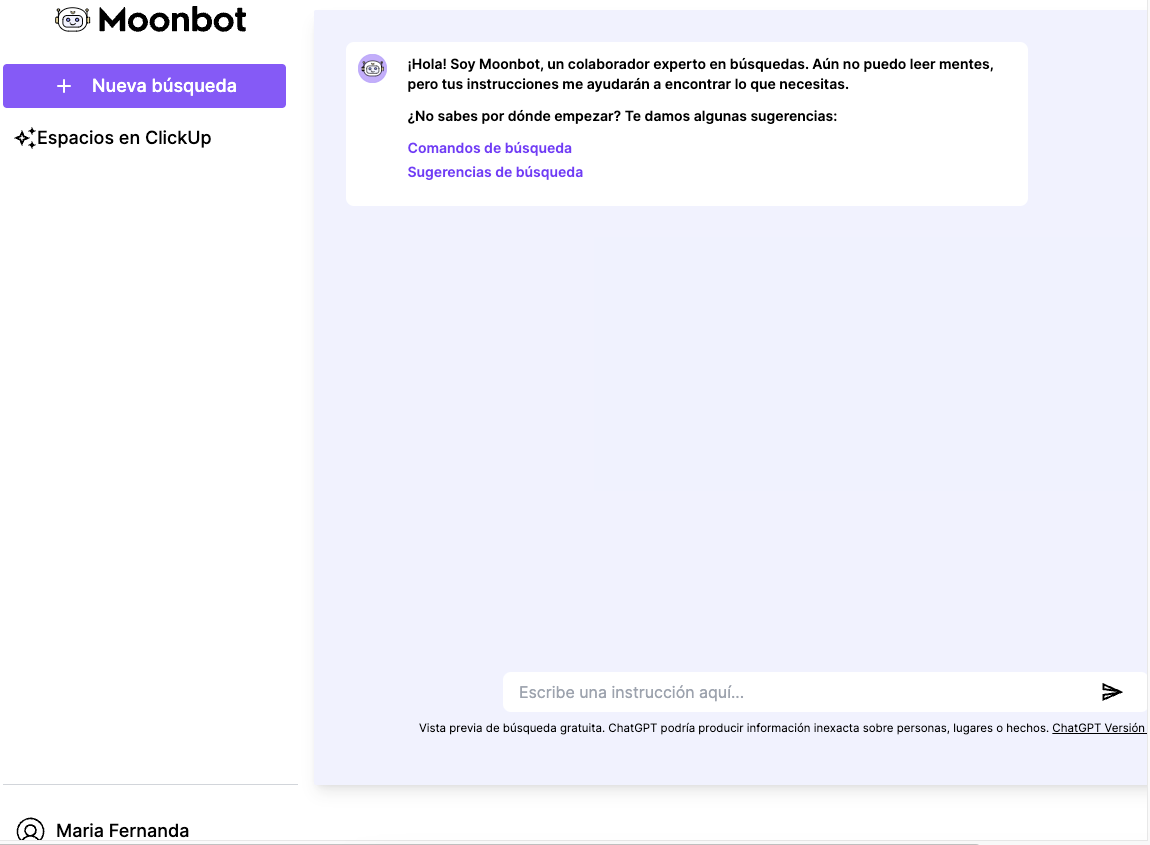 Moonbot
Nueva búsqueda
Espacios en ClickUp
¡Hola! Soy Moonbot, un colaborador experto en búsquedas. Aún no puedo leer mentes,
pero tus instrucciones me ayudarán a encontrar lo que necesitas.
¿No sabes por dónde empezar? Te damos algunas sugerencias:
Comandos de búsqueda
Sugerencias de búsqueda
Escribe una instrucción aquí...
Vista previa de búsqueda gratuita. ChatGPT podría producir información inexacta sobre personas, lugares o hechos. ChatGPT Versión
Maria Fernanda